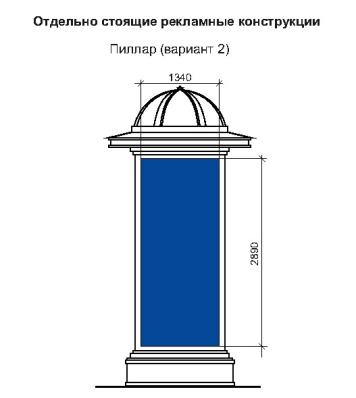 Отдельно стоящие рекламные конструкции
Пиллар (вариант 2)
1340
2890